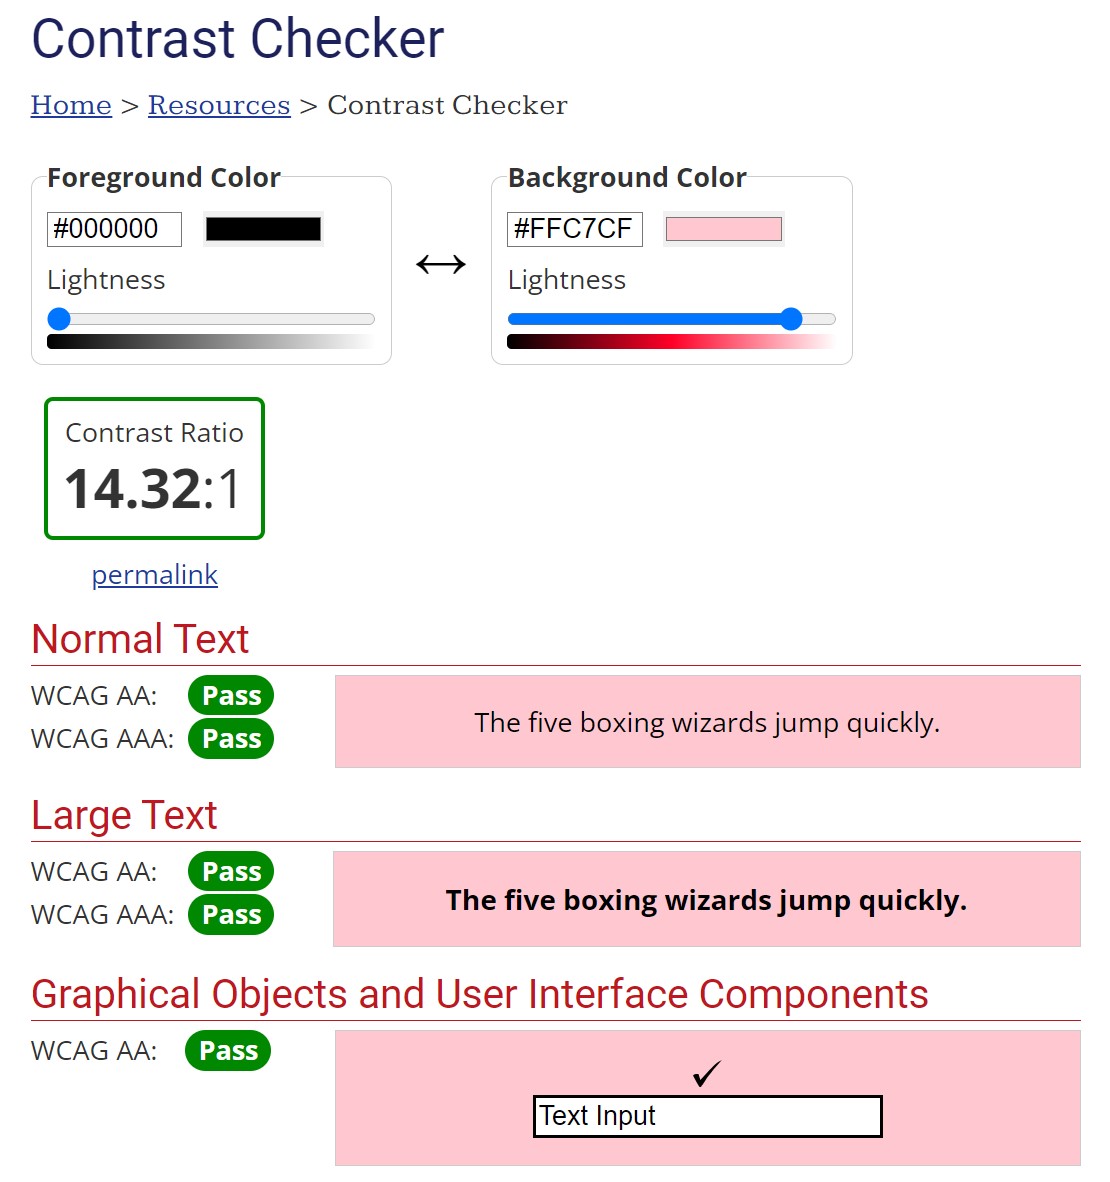 Contrast Checker
Home > Resources > Contrast Checker
Foreground Color
#000000
Lightness
Background Color
#FFC7CF
Lightness
Contrast Ratio
14.32:1
permalink
Normal Text
WCAG AA: Pass
WCAG AAA: Pass
The five boxing wizards jump quickly.
Large Text
WCAG AA: Pass
WCAG AAA: Pass
The five boxing wizards jump quickly.
Graphical Objects and User Interface Components
WCAG AA: Pass
✓
Text Input